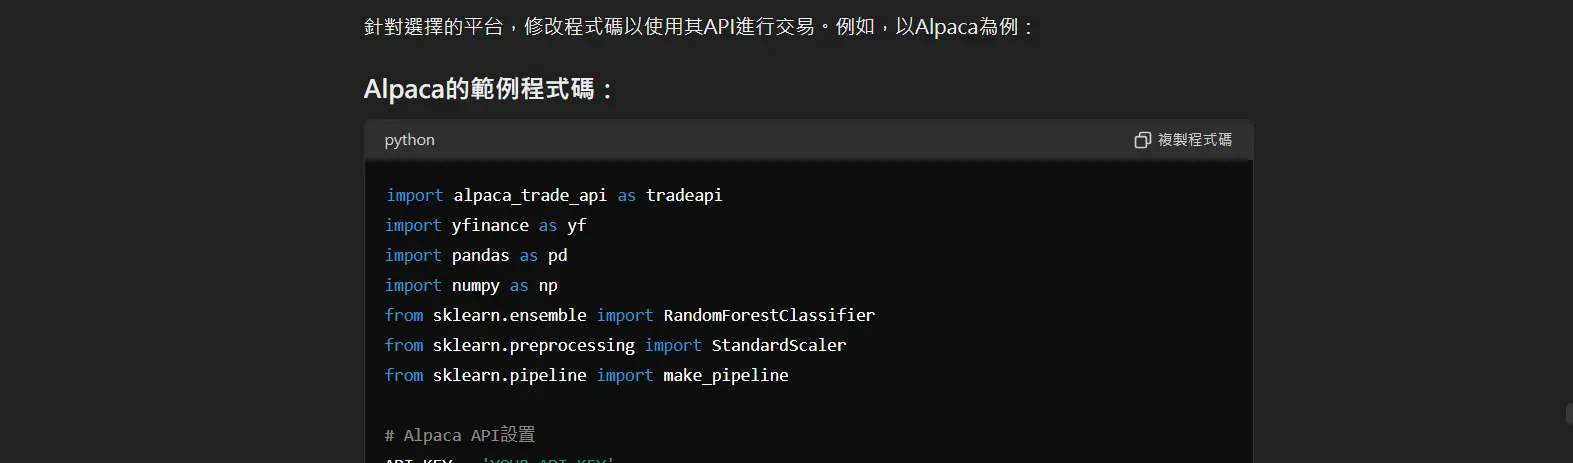 針對選擇的平台，修改程式碼以使用其API進行交易。例如，以Alpaca為例：
Alpaca的範例程式碼：
python
複製程式碼
import alpaca_trade_api as tradeapi
import yfinance as yf
import pandas as pd
import numpy as np
from sklearn.ensemble import RandomForestClassifier
from sklearn.preprocessing import StandardScaler
from sklearn.pipeline import make_pipeline
# Alpaca API設置
API_KEY = 'YOUR_API_KEY'